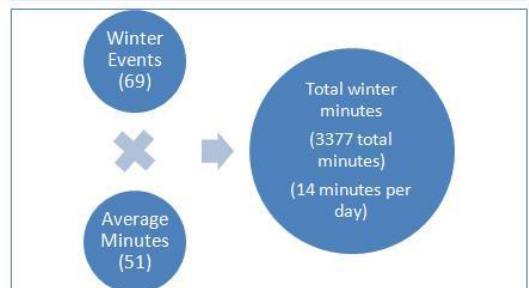 Winter
Events
(69)
Average
Minutes
(51)
Total winter
minutes
(3377 total
minutes)
(14 minutes per
day)